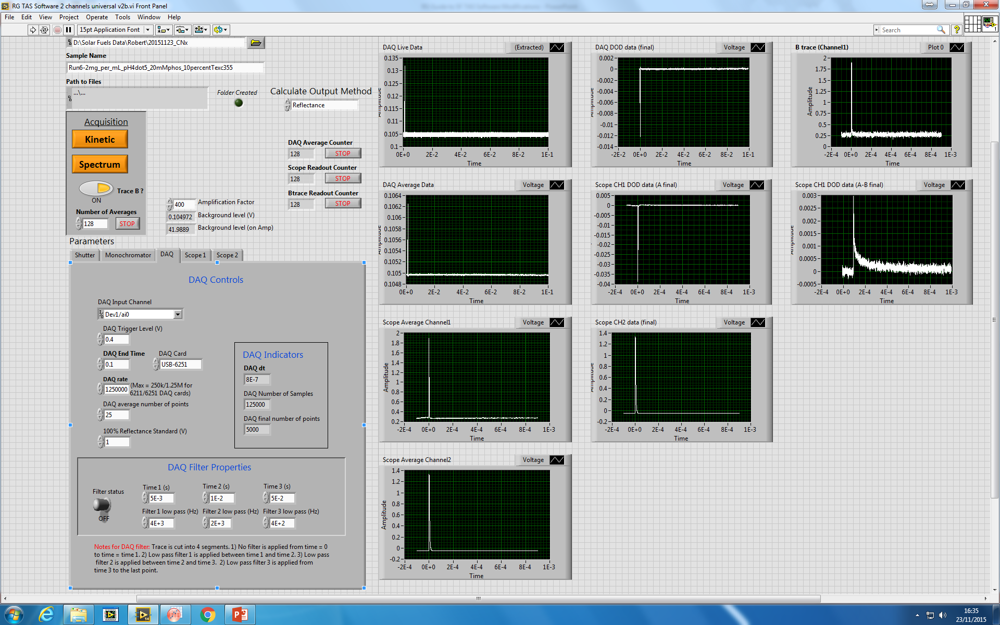 RG TAS Software 2 channels universal v2b.vi Front Panel
File Edit View Project Operate Tools Window Help
15pt Application Font
Search
D:\Solar Fuels Data\Robert\20151123_CNx
Sample Name
Run6-2mg_per_mL_pH4dot5_20mMphos_10percentTexc355
Path to Files
...\...
Folder Created
Calculate Output Method
Reflectance
Acquisition
Kinetic
Spectrum
ON
Trace B ?
Number of Averages
128
STOP
400
Amplification Factor
0.104972
Background level (V)
41.9889
Background level (on Amp)
DAQ Average Counter
128
STOP
Scope Readout Counter
128
STOP
Btrace Readout Counter
128
STOP
Parameters
Shutter Monochromator DAQ Scope 1 Scope 2
DAQ Controls
DAQ Input Channel
Dev1/ai0
DAQ Trigger Level (V)
0.4
DAQ End Time
0.1
DAQ Card
USB-6251
DAQ rate
1250000
(Max = 250k/1.25M for
6211/6251 DAQ cards)
DAQ average number of points
25
100% Reflectance Standard (V)
1
DAQ Indicators
DAQ dt
8E-7
DAQ Number of Samples
125000
DAQ final number of points
5000
DAQ Filter Properties
Filter status
OFF
Time 1 (s)
5E-3
Time 2 (s)
1E-2
Time 3 (s)
5E-2
Filter 1 low pass (Hz)
4E+3
Filter 2 low pass (Hz)
2E+3
Filter 3 low pass (Hz)
4E+2
Notes for DAQ filter: Trace is cut into 4 segments. 1) No filter is applied from time = 0
to time = time 1. 2) Low pass filter 1 is applied between time 1 and time 2. 3) Low pass
filter 2 is applied between time 2 and time 3. 2) Low pass filter 3 is applied from
time 3 to the last point.
DAQ Live Data
(Extracted)
Amplitude
0.135
0.13
0.125
0.12
0.115
0.11
0.105
0.1
0E+0 2E-2 4E-2 6E-2 8E-2 1E-1
Time
DAQ DOD data (final)
Voltage
Amplitude
0.002
0
-0.002
-0.004
-0.006
-0.008
-0.01
-0.012
-0.014
-2E-2 0E+0 2E-2 4E-2 6E-2 8E-2 1E-1
Time
B trace (Channel1)
Plot 0
Amplitude
2
1.75
1.5
1.25
1
0.75
0.5
0.25
0
-2E-4 0E+0 2E-4 4E-4 6E-4 8E-4 1E-3
Time
DAQ Average Data
Voltage
Amplitude
0.1064
0.1062
0.106
0.1058
0.1056
0.1054
0.1052
0.105
0.1048
0E+0 2E-2 4E-2 6E-2 8E-2 1E-1
Time
Scope CH1 DOD data (A final)
Voltage
Amplitude
0.005
0
-0.005
-0.01
-0.015
-0.02
-0.025
-0.03
-0.035
-0.04
-2E-4 0E+0 2E-4 4E-4 6E-4 8E-4 1E-3
Time
Scope CH1 DOD data (A-B final)
Voltage
Amplitude
0.003
0.0025
0.002
0.0015
0.001
0.0005
0
-0.0005
-2E-4 0E+0 2E-4 4E-4 6E-4 8E-4 1E-3
Time
Scope Average Channel1
Voltage
Amplitude
2
1.8
1.6
1.4
1.2
1
0.8
0.6
0.4
0.2
-2E-4 0E+0 2E-4 4E-4 6E-4 8E-4 1E-3
Time
Scope CH2 data (final)
Voltage
Amplitude
1.4
1.2
1
0.8
0.6
0.4
0.2
0
-0.2
-2E-4 0E+0 2E-4 4E-4 6E-4 8E-4 1E-3
Time
Scope Average Channel2
Voltage
Amplitude
1.4
1.2
1
0.8
0.6
0.4
0.2
0
-0.2
-2E-4 0E+0 2E-4 4E-4 6E-4 8E-4 1E-3
Time
16:35
23/11/2015